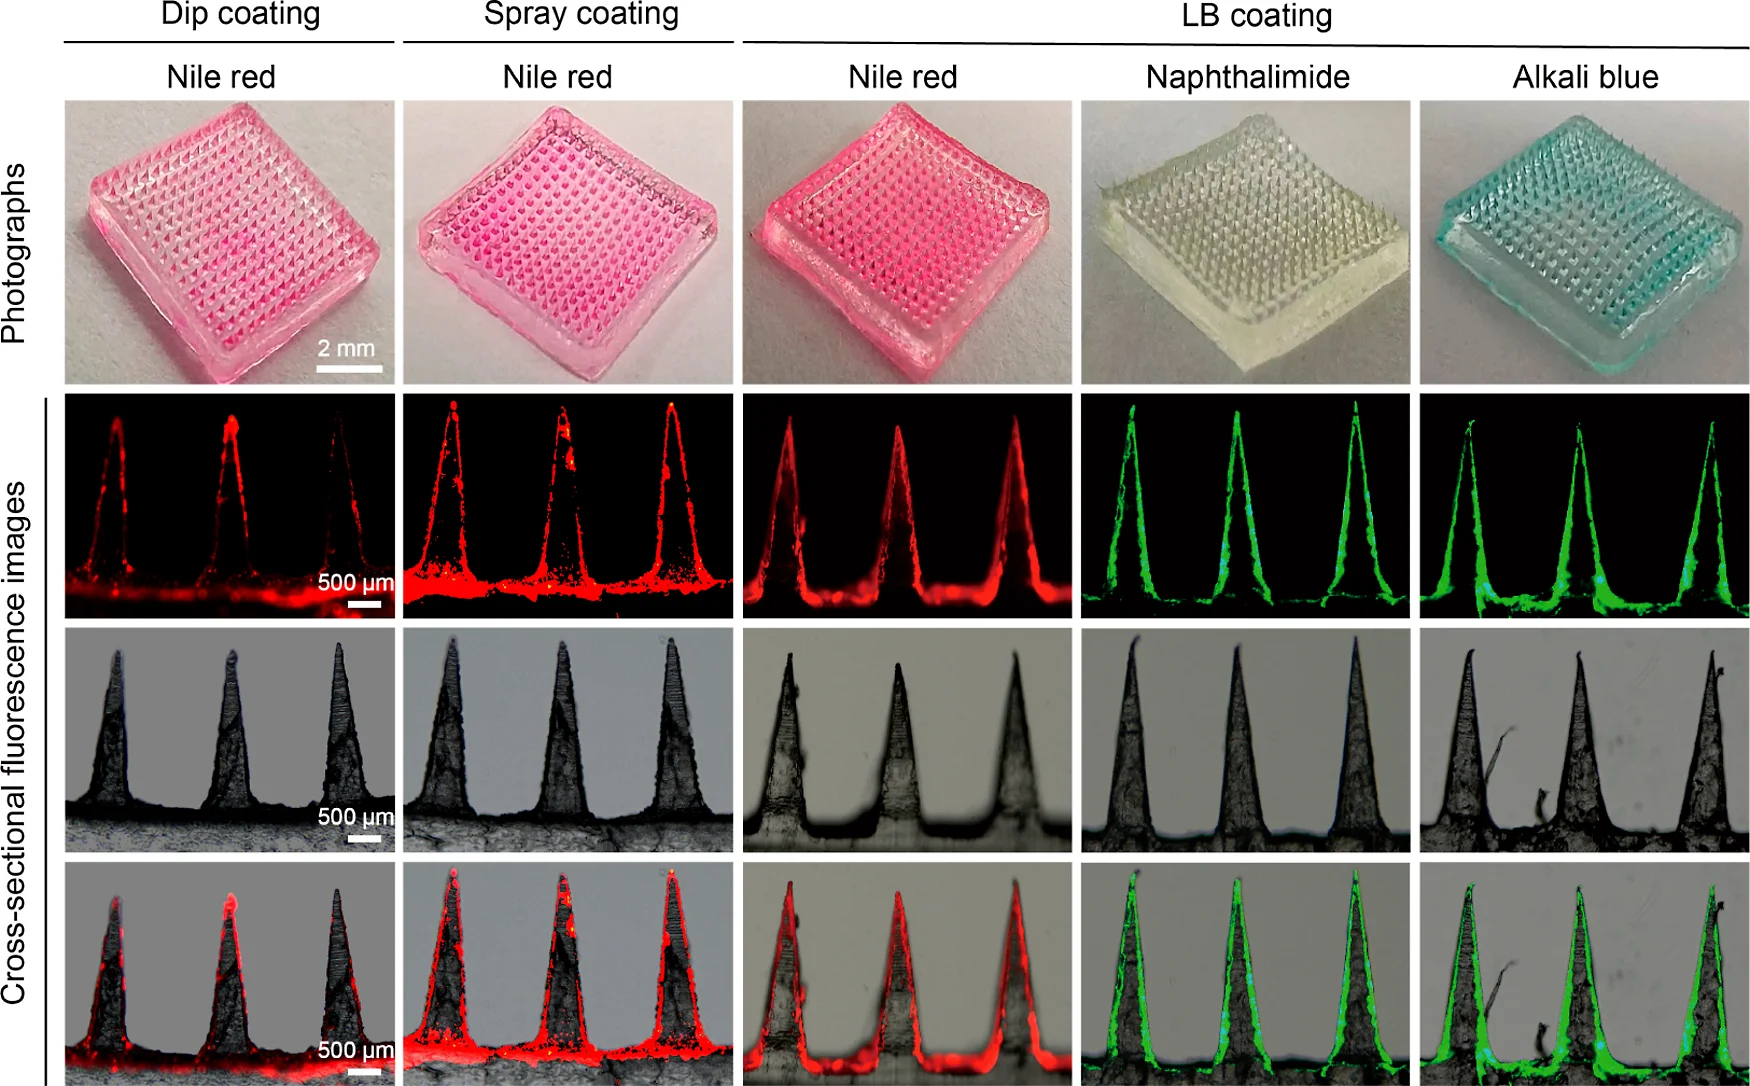 Dip coating
Spray coating
LB coating
Nile red
Nile red
Nile red
Naphthalimide
Alkali blue
Photographs
2 mm
Cross-sectional fluorescence images
500 µm
500 µm
500 µm